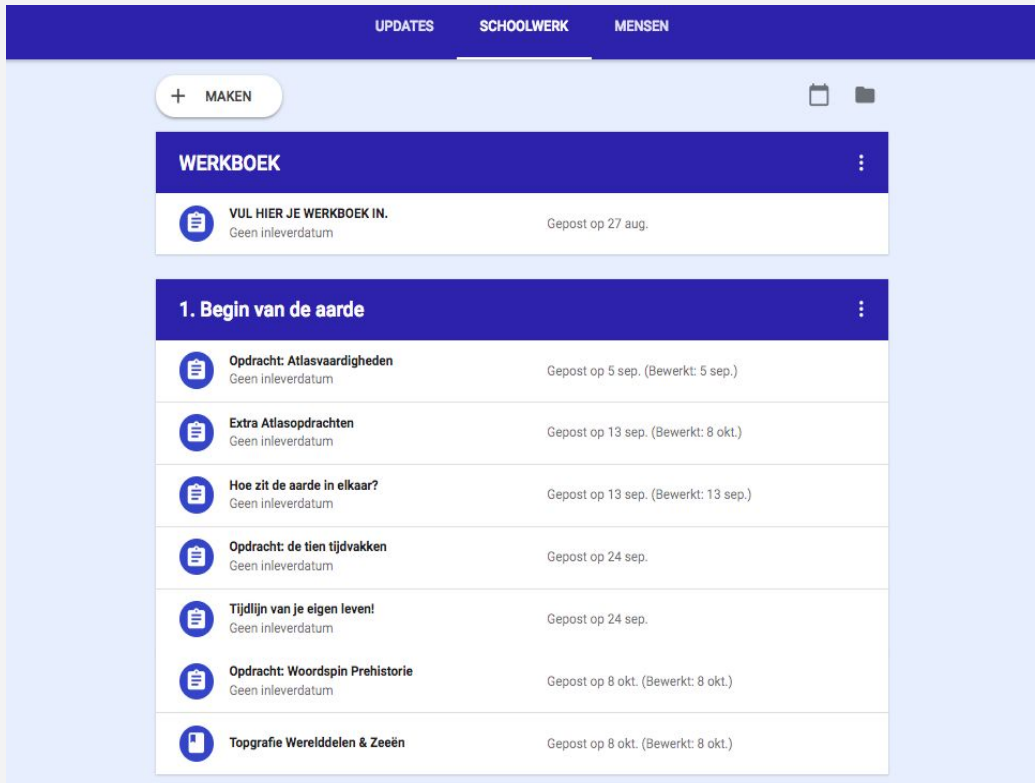 UPDATES SCHOOLWERK MENSEN
+ MAKEN
WERKBOEK
VUL HIER JE WERKBOEK IN.
Geen inleverdatum
Gepost op 27 aug.
1. Begin van de aarde
Opdracht: Atlasvaardigheden
Geen inleverdatum
Gepost op 5 sep. (Bewerkt: 5 sep.)
Extra Atlasopdrachten
Geen inleverdatum
Gepost op 13 sep. (Bewerkt: 8 okt.)
Hoe zit de aarde in elkaar?
Geen inleverdatum
Gepost op 13 sep. (Bewerkt: 13 sep.)
Opdracht: de tien tijdvakken
Geen inleverdatum
Gepost op 24 sep.
Tijdlijn van je eigen leven!
Geen inleverdatum
Gepost op 24 sep.
Opdracht: Woordspin Prehistorie
Geen inleverdatum
Gepost op 8 okt. (Bewerkt: 8 okt.)
Topgrafie Werelddelen & Zeeën
Gepost op 8 okt. (Bewerkt: 8 okt.)